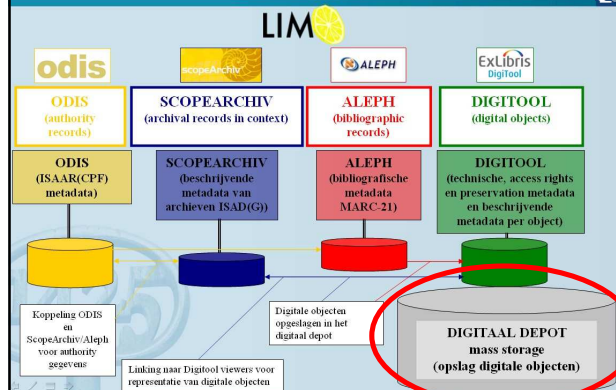 LIMO
odis
scopeArchiv
ALEPH
ExLibris
DigiTool
ODIS
(authority
records)
SCOPEARCHIV
(archival records in context)
ALEPH
(bibliographic
records)
DIGITOOL
(digital objects)
ODIS
(ISAAR(CPF)
metadata)
SCOPEARCHIV
(beschrijvende
metadata van
archieven ISAD(G))
ALEPH
(bibliografische
metadata
MARC-21)
DIGITOOL
(technische, access rights
en preservation metadata
en beschrijvende
metadata per object)
Koppeling ODIS
en
ScopeArchiv/Aleph
voor authority
gegevens
Linking naar Digitool viewers voor
representatie van digitale objecten
Digitale objecten
opgeslagen in het
digitaal depot
DIGITAAL DEPOT
mass storage
(opslag digitale objecten)